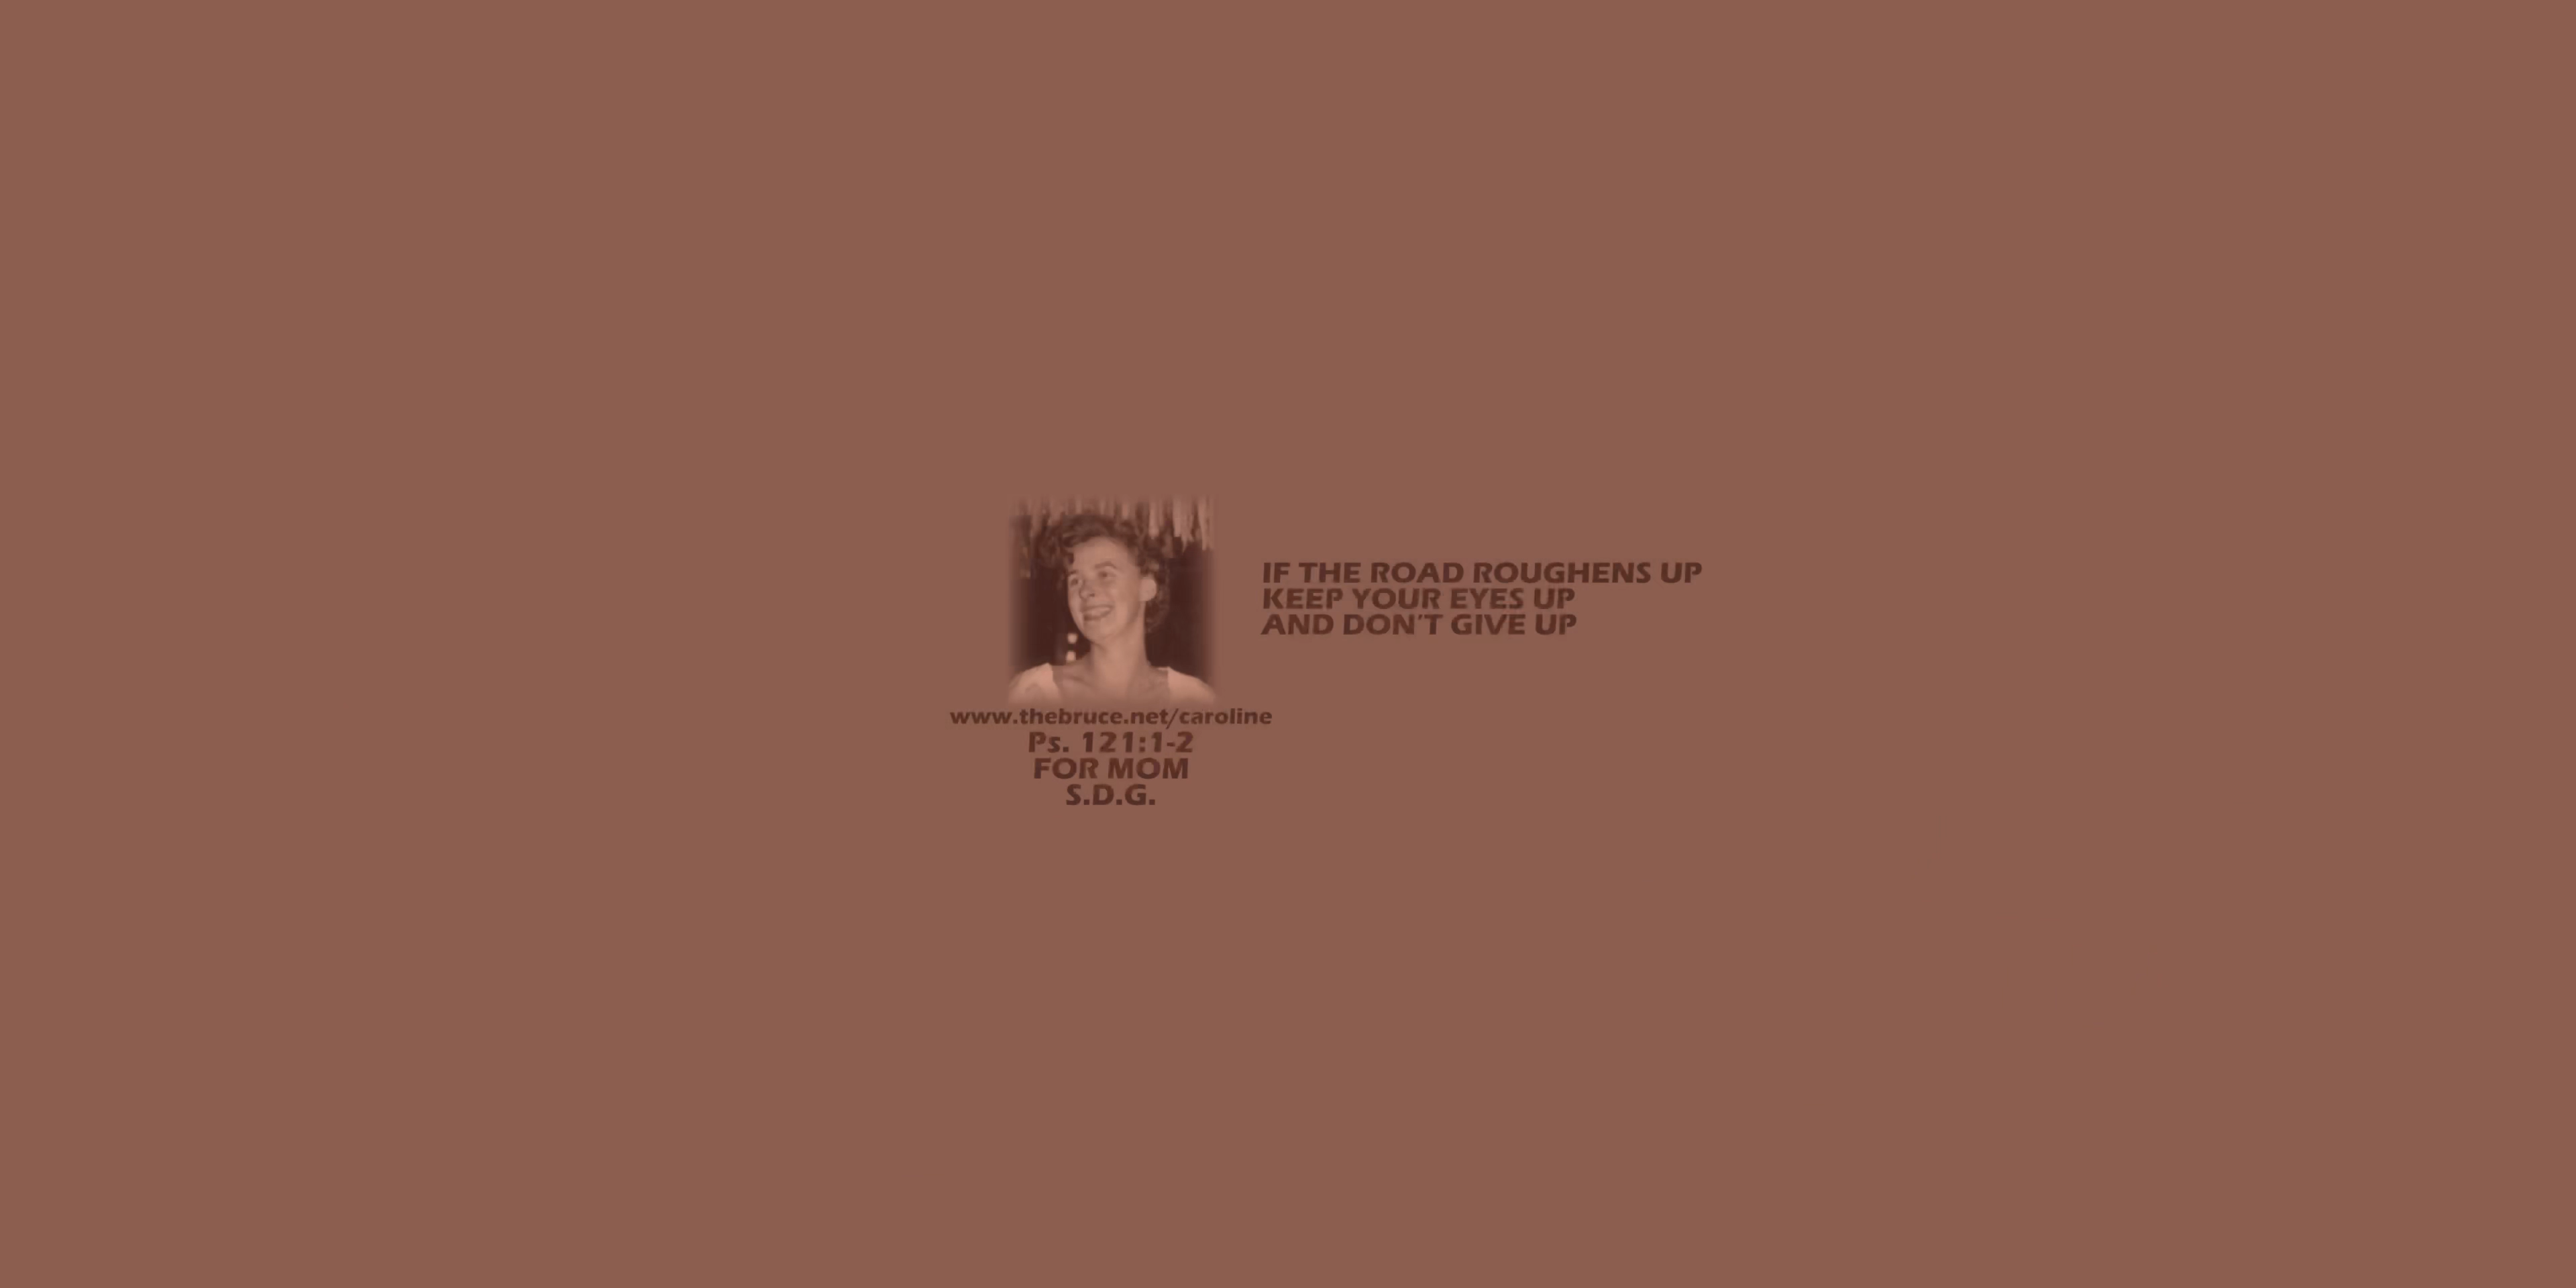 IF THE ROAD ROUGHENS UP
KEEP YOUR EYES UP
AND DON'T GIVE UP
www.thebruce.net/caroline
Ps. 121:1-2
FOR MOM
S.D.G.